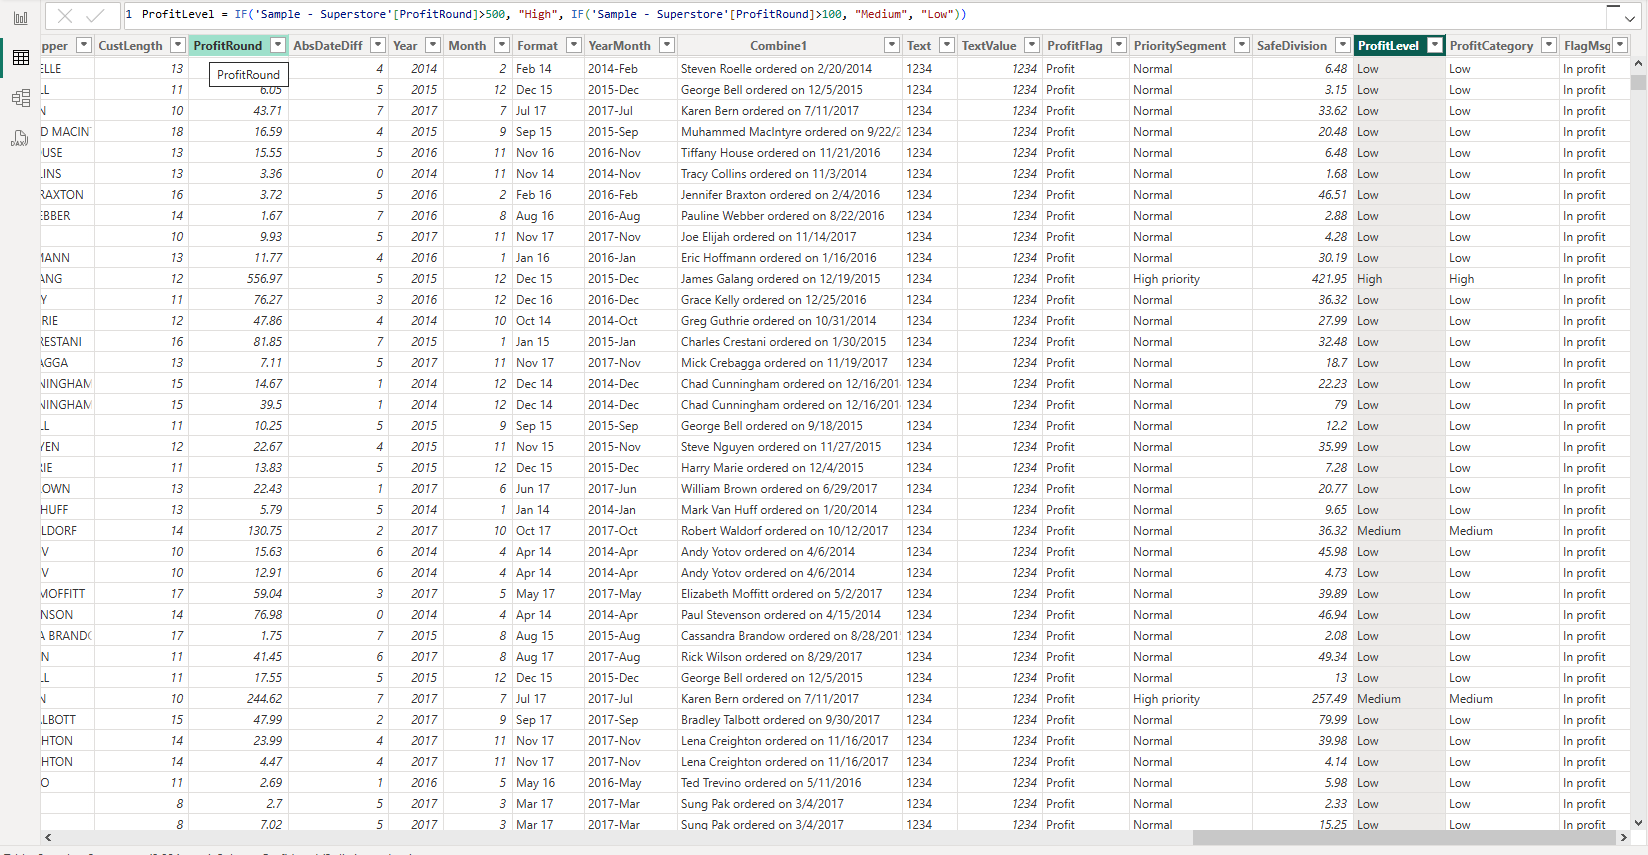 1 ProfitLevel = IF('Sample - Superstore'[ProfitRound]>500, "High", IF('Sample - Superstore'[ProfitRound]>100, "Medium", "Low"))
pper CustLength ProfitRound AbsDateDiff Year Month Format YearMonth Combine1 Text TextValue ProfitFlag PrioritySegment SafeDivision ProfitLevel ProfitCategory FlagMsg
ELLE 13 4 2014 2 Feb 14 2014-Feb Steven Roelle ordered on 2/20/2014 1234 1234 Profit Normal 6.48 Low Low In profit
ProfitRound
LL 11 6.05 5 2015 12 Dec 15 2015-Dec George Bell ordered on 12/5/2015 1234 1234 Profit Normal 3.15 Low Low In profit
N 10 43.71 7 2017 7 Jul 17 2017-Jul Karen Bern ordered on 7/11/2017 1234 1234 Profit Normal 33.62 Low Low In profit
D MACINT 18 16.59 4 2015 9 Sep 15 2015-Sep Muhammed MacIntyre ordered on 9/22/2 1234 1234 Profit Normal 20.48 Low Low In profit
OUSE 13 15.55 5 2016 11 Nov 16 2016-Nov Tiffany House ordered on 11/21/2016 1234 1234 Profit Normal 6.48 Low Low In profit
LINS 13 3.36 0 2014 11 Nov 14 2014-Nov Tracy Collins ordered on 11/3/2014 1234 1234 Profit Normal 1.68 Low Low In profit
RAXTON 16 3.72 5 2016 2 Feb 16 2016-Feb Jennifer Braxton ordered on 2/4/2016 1234 1234 Profit Normal 46.51 Low Low In profit
EBBER 14 1.67 7 2016 8 Aug 16 2016-Aug Pauline Webber ordered on 8/22/2016 1234 1234 Profit Normal 2.88 Low Low In profit
10 9.93 5 2017 11 Nov 17 2017-Nov Joe Elijah ordered on 11/14/2017 1234 1234 Profit Normal 4.28 Low Low In profit
MANN 13 11.77 4 2016 1 Jan 16 2016-Jan Eric Hoffmann ordered on 1/16/2016 1234 1234 Profit Normal 30.19 Low Low In profit
ANG 12 556.97 5 2015 12 Dec 15 2015-Dec James Galang ordered on 12/19/2015 1234 1234 Profit High priority 421.95 High High In profit
Y 11 76.27 3 2016 12 Dec 16 2016-Dec Grace Kelly ordered on 12/25/2016 1234 1234 Profit Normal 36.32 Low Low In profit
RIE 12 47.86 4 2014 10 Oct 14 2014-Oct Greg Guthrie ordered on 10/31/2014 1234 1234 Profit Normal 27.99 Low Low In profit
RESTANI 16 81.85 7 2015 1 Jan 15 2015-Jan Charles Crestani ordered on 1/30/2015 1234 1234 Profit Normal 32.48 Low Low In profit
AGGA 13 7.11 5 2017 11 Nov 17 2017-Nov Mick Crebagga ordered on 11/19/2017 1234 1234 Profit Normal 18.7 Low Low In profit
NINGHAM 15 14.67 1 2014 12 Dec 14 2014-Dec Chad Cunningham ordered on 12/16/201 1234 1234 Profit Normal 22.23 Low Low In profit
NINGHAM 15 39.5 1 2014 12 Dec 14 2014-Dec Chad Cunningham ordered on 12/16/201 1234 1234 Profit Normal 79 Low Low In profit
LL 11 10.25 5 2015 9 Sep 15 2015-Sep George Bell ordered on 9/18/2015 1234 1234 Profit Normal 12.2 Low Low In profit
YEN 12 22.67 4 2015 11 Nov 15 2015-Nov Steve Nguyen ordered on 11/27/2015 1234 1234 Profit Normal 35.99 Low Low In profit
RIE 11 13.83 5 2015 12 Dec 15 2015-Dec Harry Marie ordered on 12/4/2015 1234 1234 Profit Normal 7.28 Low Low In profit
LOWN 13 22.43 1 2017 6 Jun 17 2017-Jun William Brown ordered on 6/29/2017 1234 1234 Profit Normal 20.77 Low Low In profit
HUFF 13 5.79 5 2014 1 Jan 14 2014-Jan Mark Van Huff ordered on 1/20/2014 1234 1234 Profit Normal 9.65 Low Low In profit
LDORF 14 130.75 2 2017 10 Oct 17 2017-Oct Robert Waldorf ordered on 10/12/2017 1234 1234 Profit Normal 36.32 Medium Medium In profit
V 10 15.63 6 2014 4 Apr 14 2014-Apr Andy Yotov ordered on 4/6/2014 1234 1234 Profit Normal 45.98 Low Low In profit
V 10 12.91 6 2014 4 Apr 14 2014-Apr Andy Yotov ordered on 4/6/2014 1234 1234 Profit Normal 4.73 Low Low In profit
MOFFITT 17 59.04 3 2017 5 May 17 2017-May Elizabeth Moffitt ordered on 5/2/2017 1234 1234 Profit Normal 39.89 Low Low In profit
NSON 14 76.98 0 2014 4 Apr 14 2014-Apr Paul Stevenson ordered on 4/15/2014 1234 1234 Profit Normal 46.94 Low Low In profit
A BRANDO 17 1.75 7 2015 8 Aug 15 2015-Aug Cassandra Brandow ordered on 8/28/201 1234 1234 Profit Normal 2.08 Low Low In profit
N 11 41.45 6 2017 8 Aug 17 2017-Aug Rick Wilson ordered on 8/29/2017 1234 1234 Profit Normal 49.34 Low Low In profit
LL 11 17.55 5 2015 12 Dec 15 2015-Dec George Bell ordered on 12/5/2015 1234 1234 Profit Normal 13 Low Low In profit
N 10 244.62 7 2017 7 Jul 17 2017-Jul Karen Bern ordered on 7/11/2017 1234 1234 Profit High priority 257.49 Medium Medium In profit
ALBOTT 15 47.99 2 2017 9 Sep 17 2017-Sep Bradley Talbott ordered on 9/30/2017 1234 1234 Profit Normal 79.99 Low Low In profit
HTON 14 23.99 4 2017 11 Nov 17 2017-Nov Lena Creighton ordered on 11/16/2017 1234 1234 Profit Normal 39.98 Low Low In profit
HTON 14 4.47 4 2017 11 Nov 17 2017-Nov Lena Creighton ordered on 11/16/2017 1234 1234 Profit Normal 4.14 Low Low In profit
O 11 2.69 1 2016 5 May 16 2016-May Ted Trevino ordered on 5/11/2016 1234 1234 Profit Normal 5.98 Low Low In profit
8 2.7 5 2017 3 Mar 17 2017-Mar Sung Pak ordered on 3/4/2017 1234 1234 Profit Normal 2.33 Low Low In profit
8 7.02 5 2017 3 Mar 17 2017-Mar Sung Pak ordered on 3/4/2017 1234 1234 Profit Normal 15.25 Low Low In profit